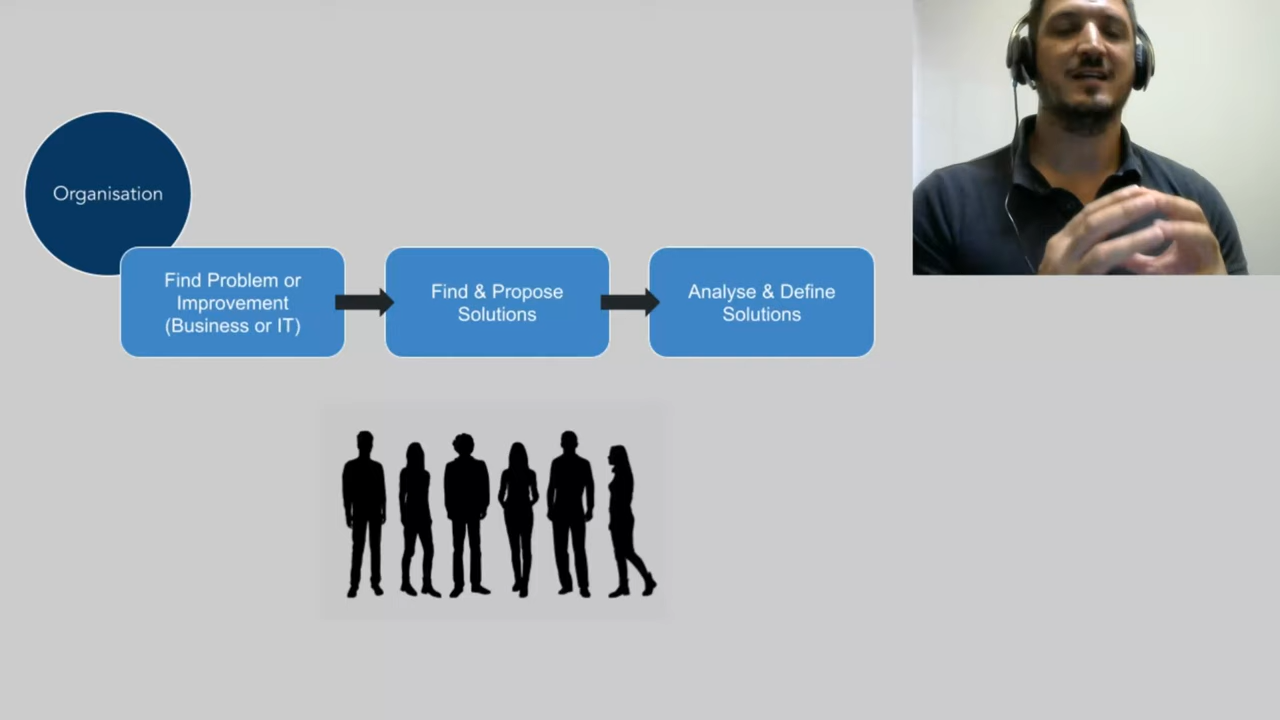 Organisation
Find Problem or
Improvement
(Business or IT)
Find & Propose
Solutions
Analyse & Define
Solutions